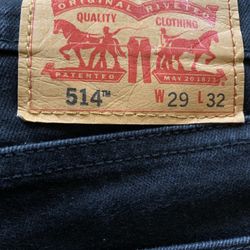 ORIGINAL RIVETED
QUALITY CLOTHING
PATENTED MAY 20 1873
514™ W 29 L 32